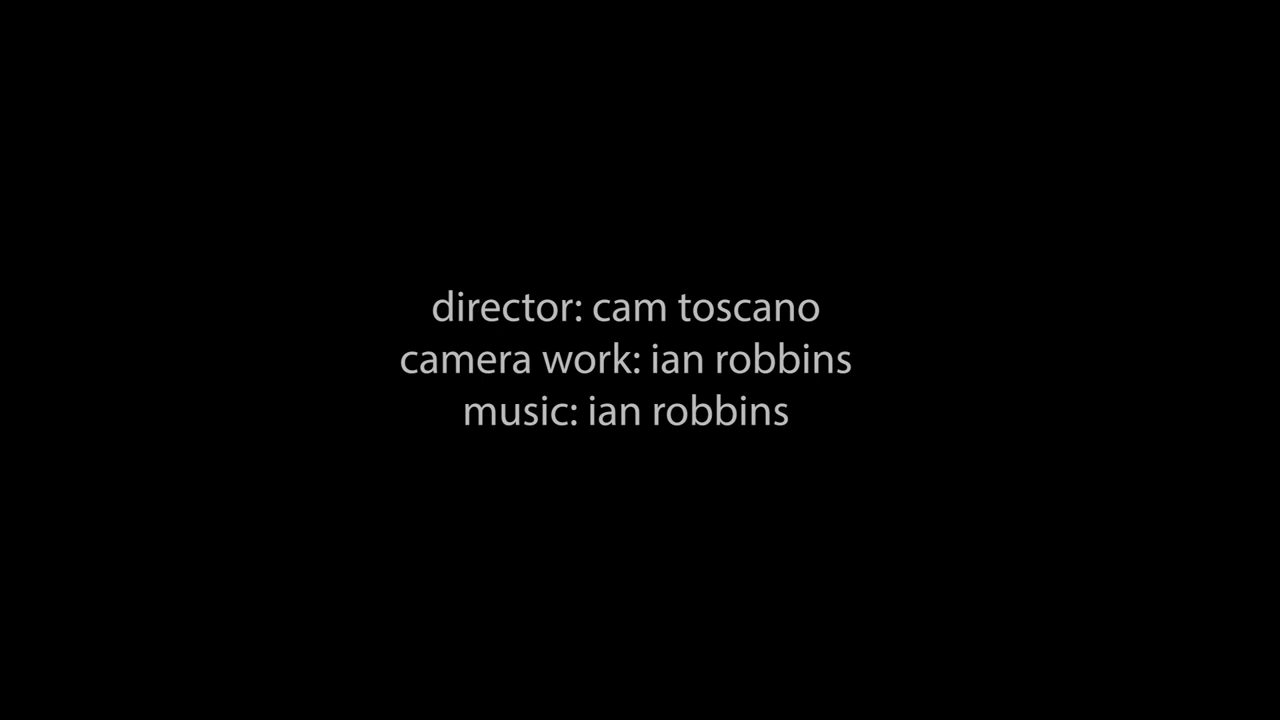 director: cam toscano
camera work: ian robbins
music: ian robbins